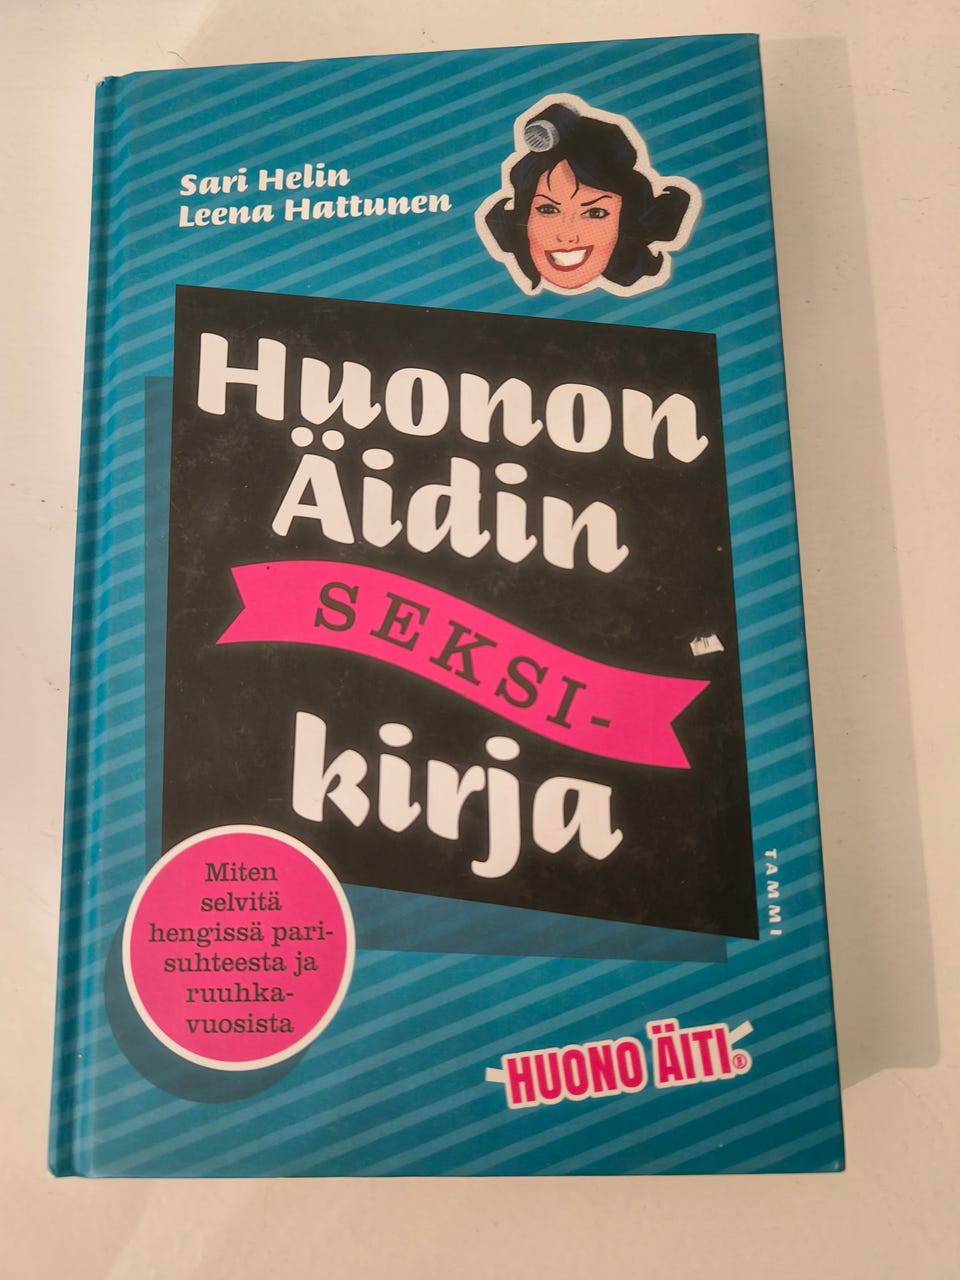 Sari Helin
Leena Hattunen
Huonon
Äidin
SEKSI-
kirja
Miten
selvitä
hengissä pari-
suhteesta ja
ruuhka-
vuosista
TAMMI
HUONO ÄITI®